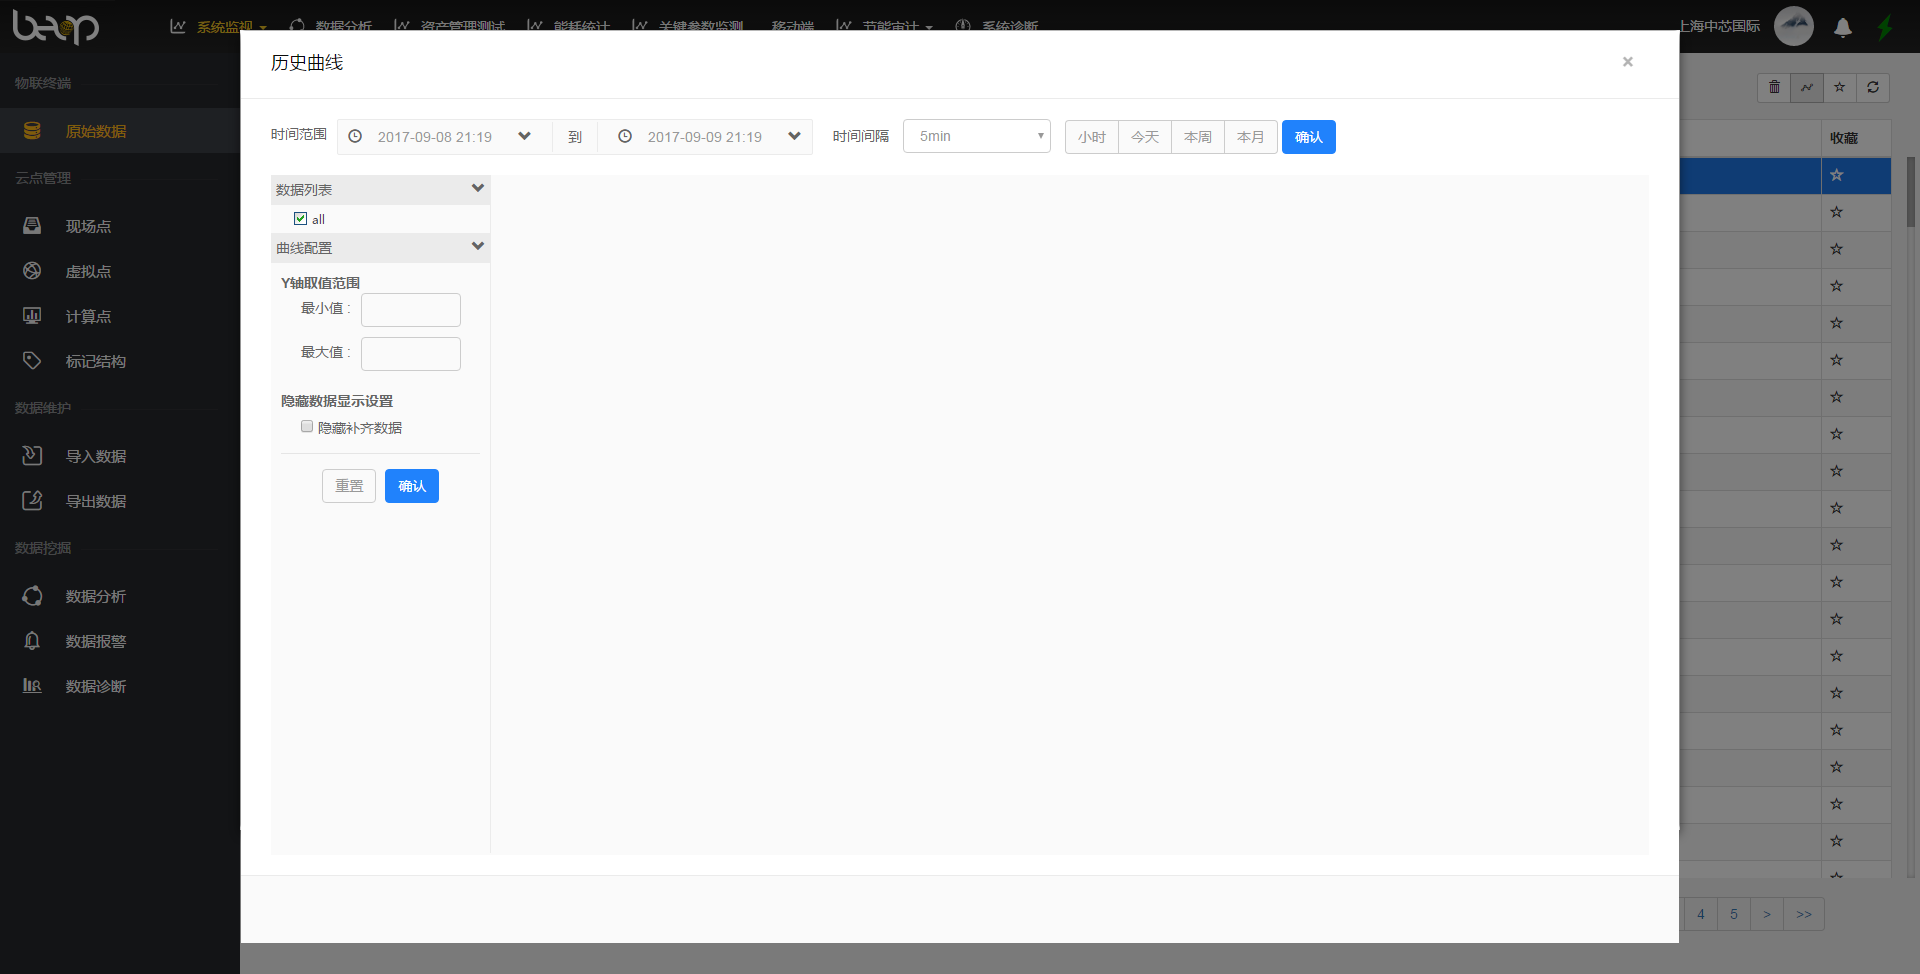 beop
系统监视
数据分析
资产管理测试
能耗统计
关键参数监测
移动端
节能审计
系统诊断
上海中芯国际
物联终端
原始数据
云点管理
现场点
虚拟点
计算点
标记结构
数据维护
导入数据
导出数据
数据挖掘
数据分析
数据报警
数据诊断
历史曲线
×
时间范围 2017-09-08 21:19 到 2017-09-09 21:19 时间间隔 5min 小时 今天 本周 本月 确认
数据列表
all
曲线配置
Y轴取值范围
最小值 :
最大值 :
隐藏数据显示设置
隐藏补齐数据
重置 确认
收藏
4 5 > >>